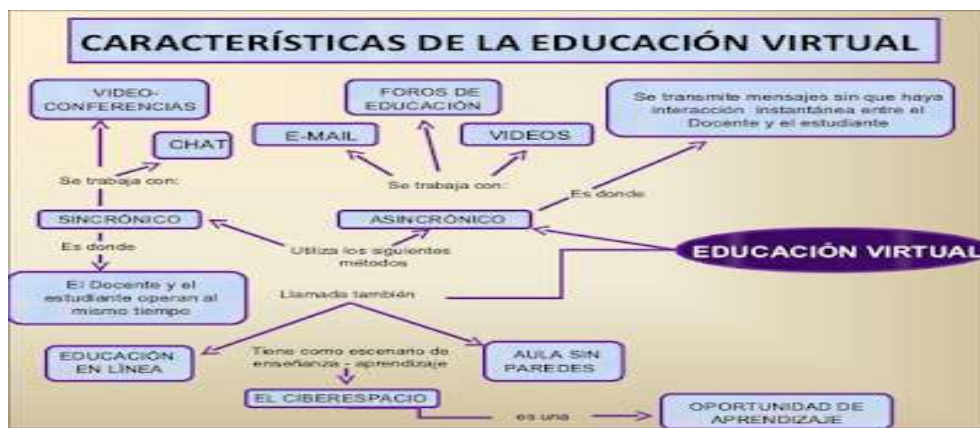 CARACTERÍSTICAS DE LA EDUCACIÓN VIRTUAL
VIDEO-
CONFERENCIAS
CHAT
Se trabaja con:
SINCRÓNICO
Es donde
El Docente y el
estudiante operan al
mismo tiempo
FOROS DE
EDUCACIÓN
E-MAIL
VIDEOS
Se trabaja con:
ASINCRÓNICO
Es donde
Se transmite mensajes sin que haya
interacción instantánea entre el
Docente y el estudiante
Utiliza los siguientes
métodos
EDUCACIÓN VIRTUAL
Llamada también
EDUCACIÓN
EN LÍNEA
Tiene como escenario de
enseñanza - aprendizaje
AULA SIN
PAREDES
EL CIBERESPACIO
es una
OPORTUNIDAD DE
APRENDIZAJE